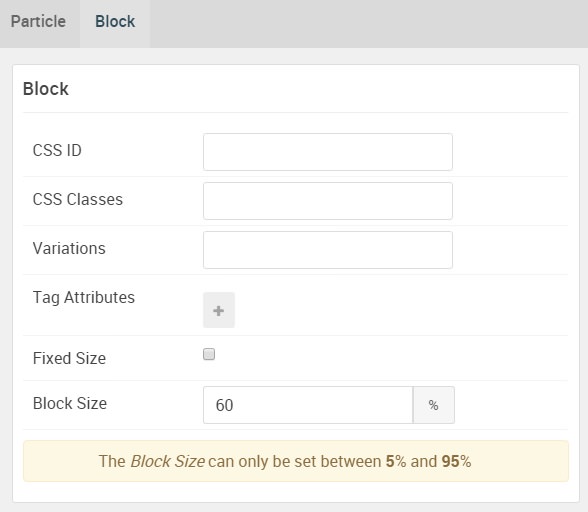 Particle Block
Block
CSS ID
CSS Classes
Variations
Tag Attributes
+
Fixed Size
Block Size 60 %
The Block Size can only be set between 5% and 95%